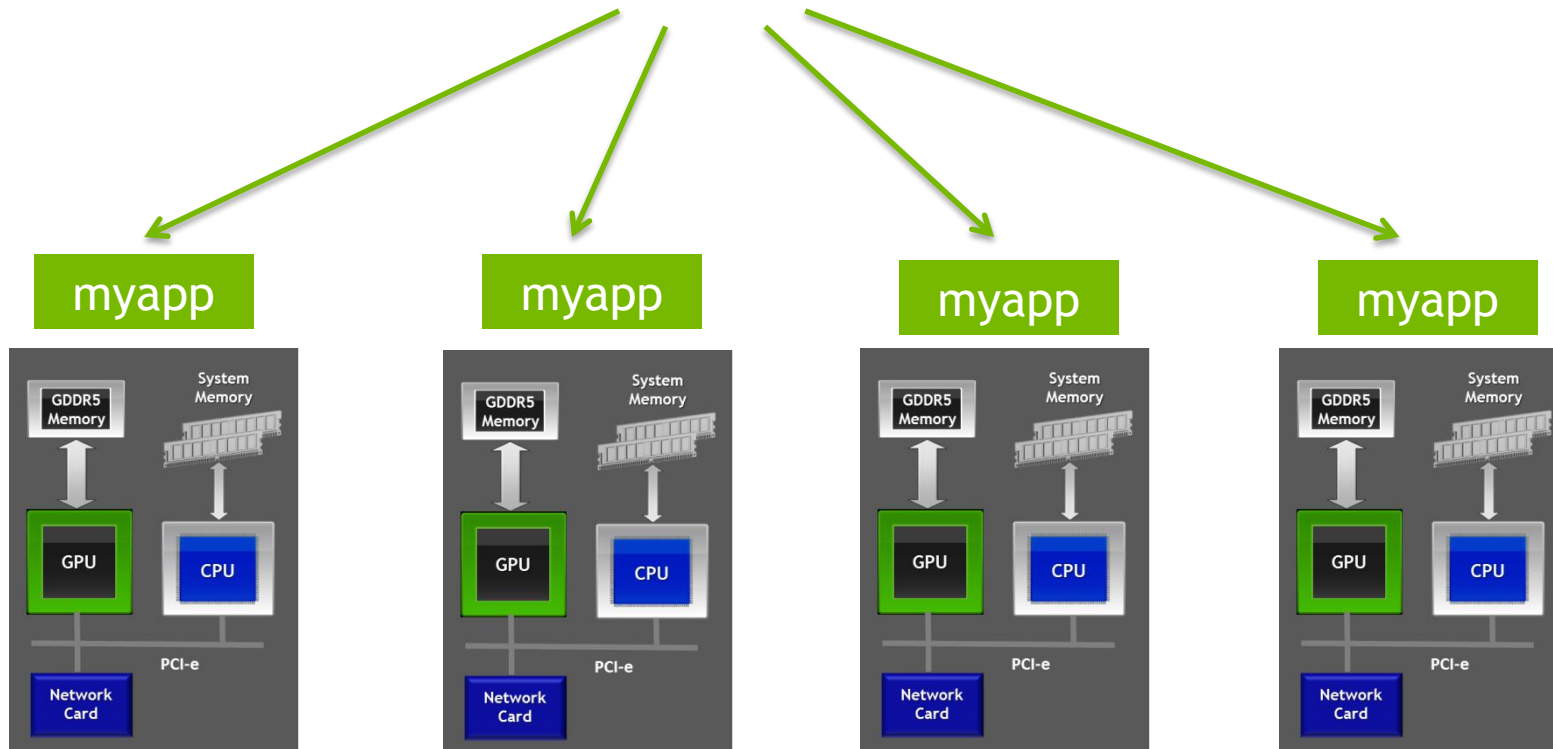 myapp
myapp
myapp
myapp
GDDR5
Memory
System
Memory
GPU
CPU
PCI-e
Network
Card
GDDR5
Memory
System
Memory
GPU
CPU
PCI-e
Network
Card
GDDR5
Memory
System
Memory
GPU
CPU
PCI-e
Network
Card
GDDR5
Memory
System
Memory
GPU
CPU
PCI-e
Network
Card